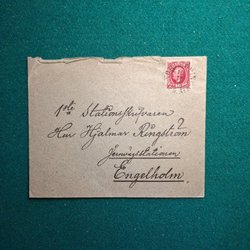 1ste Stationsskrifvaren
Herr Hjalmar Ringström
Jernvägsstationen
Engelholm